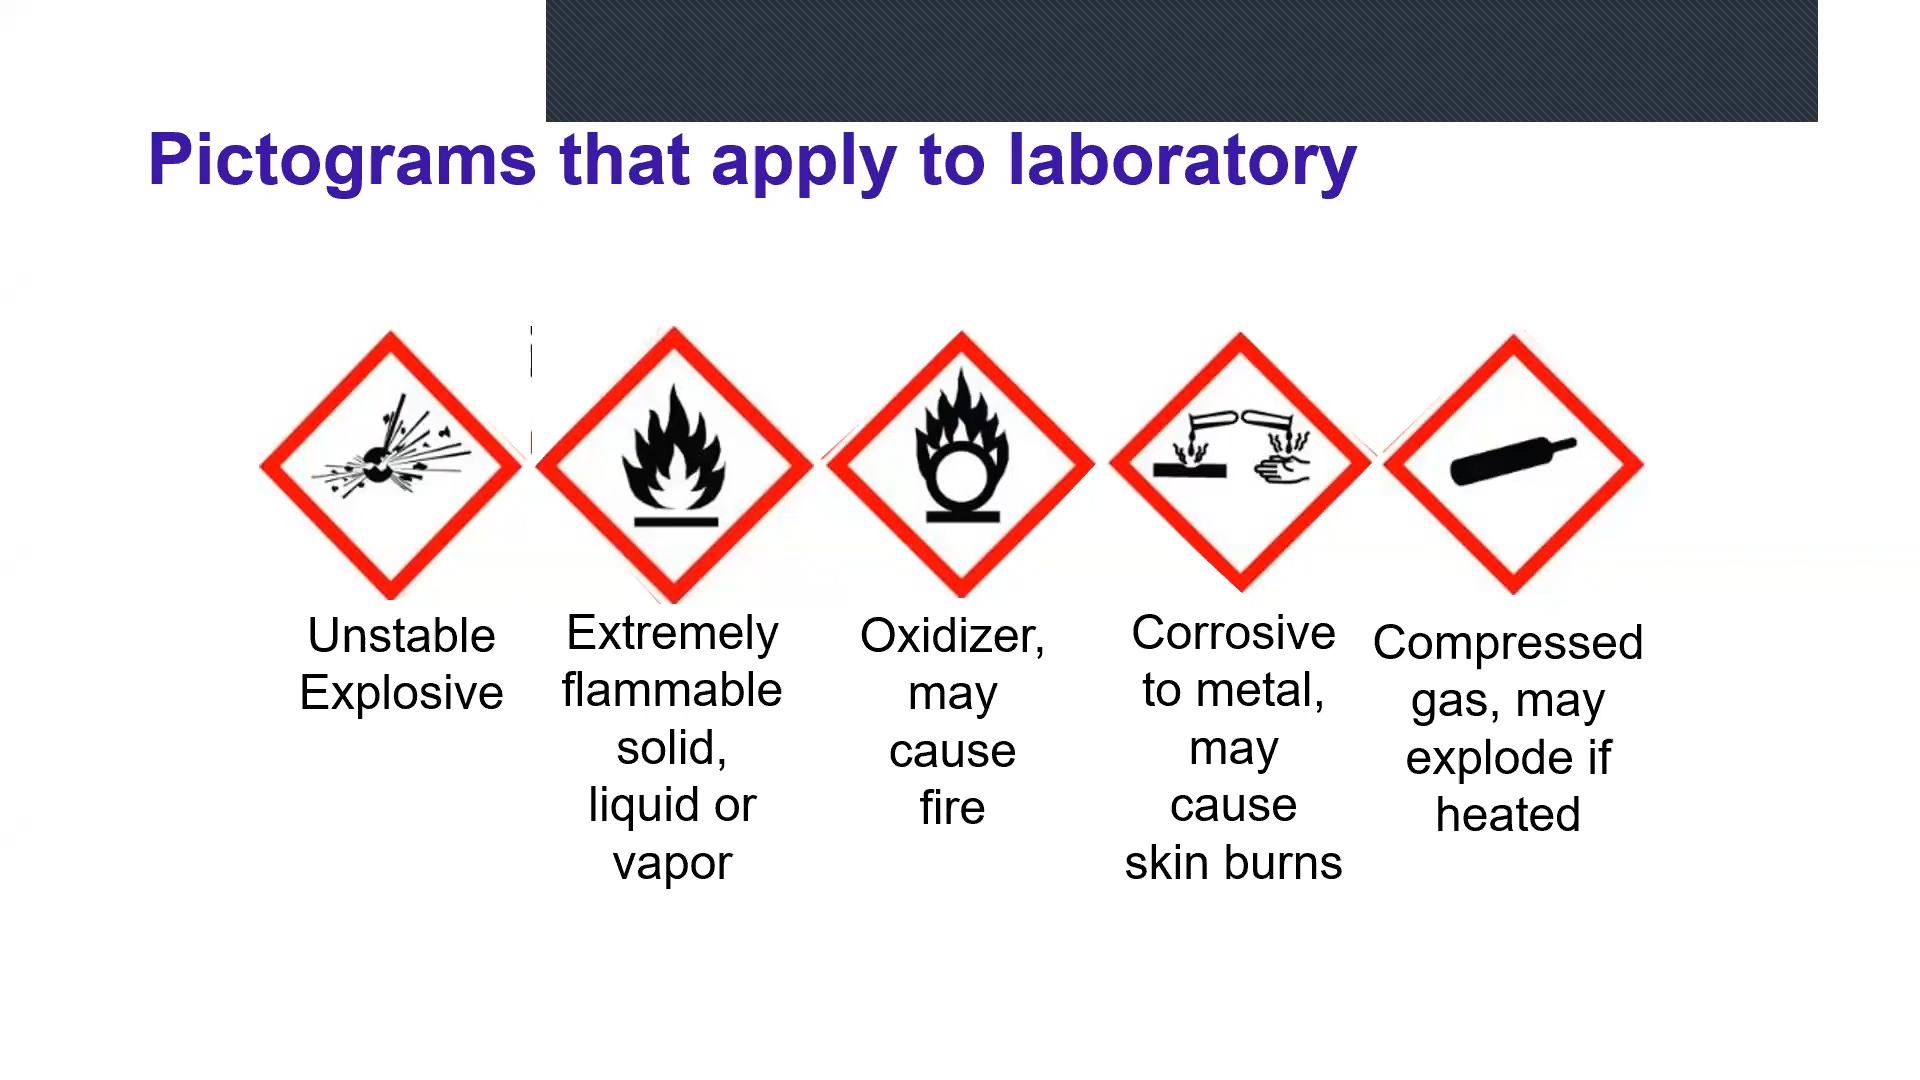 Pictograms that apply to laboratory
Unstable
Explosive
Extremely
flammable
solid,
liquid or
vapor
Oxidizer,
may
cause
fire
Corrosive
to metal,
may
cause
skin burns
Compressed
gas, may
explode if
heated